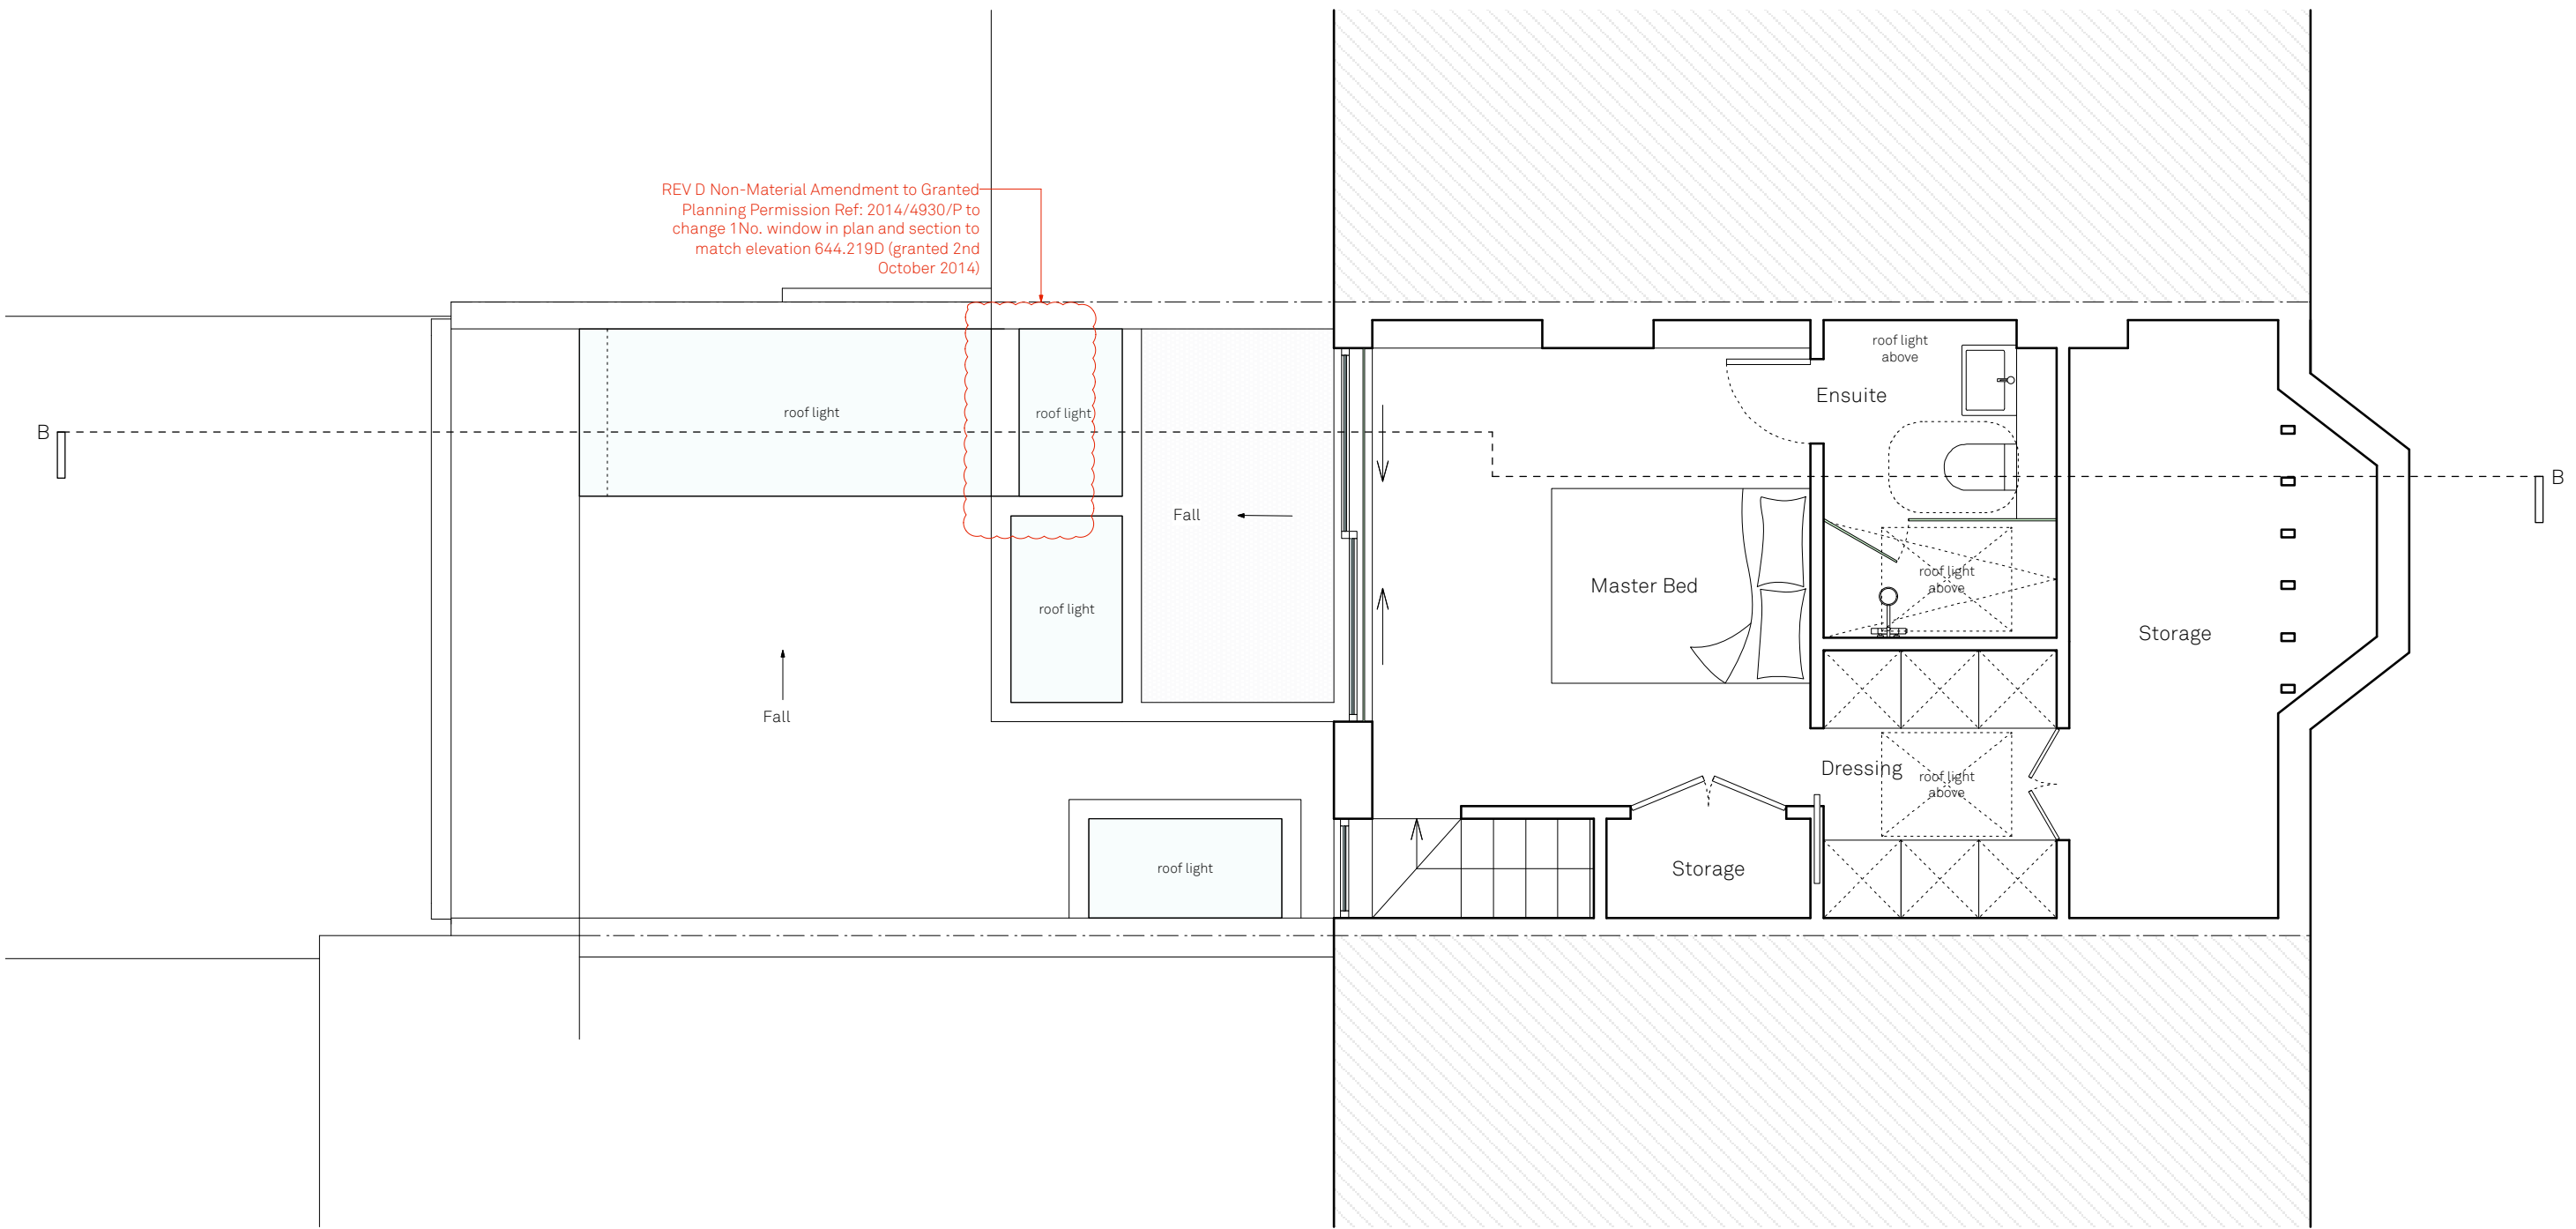 REV D Non-Material Amendment to Granted
Planning Permission Ref: 2014/4930/P to
change 1No. window in plan and section to
match elevation 644.219D (granted 2nd
October 2014)
roof light
above
Ensuite
roof light
roof light
B
B
Fall
roof light
above
Master Bed
roof light
Storage
Fall
Dressing
roof light
above
roof light
Storage